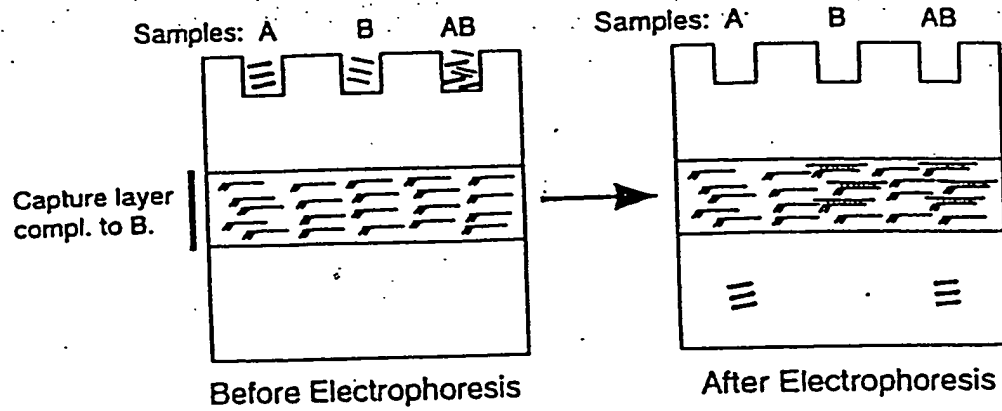 Samples: A B AB
Samples: A B AB
Capture layer
compl. to B.
Before Electrophoresis
After Electrophoresis